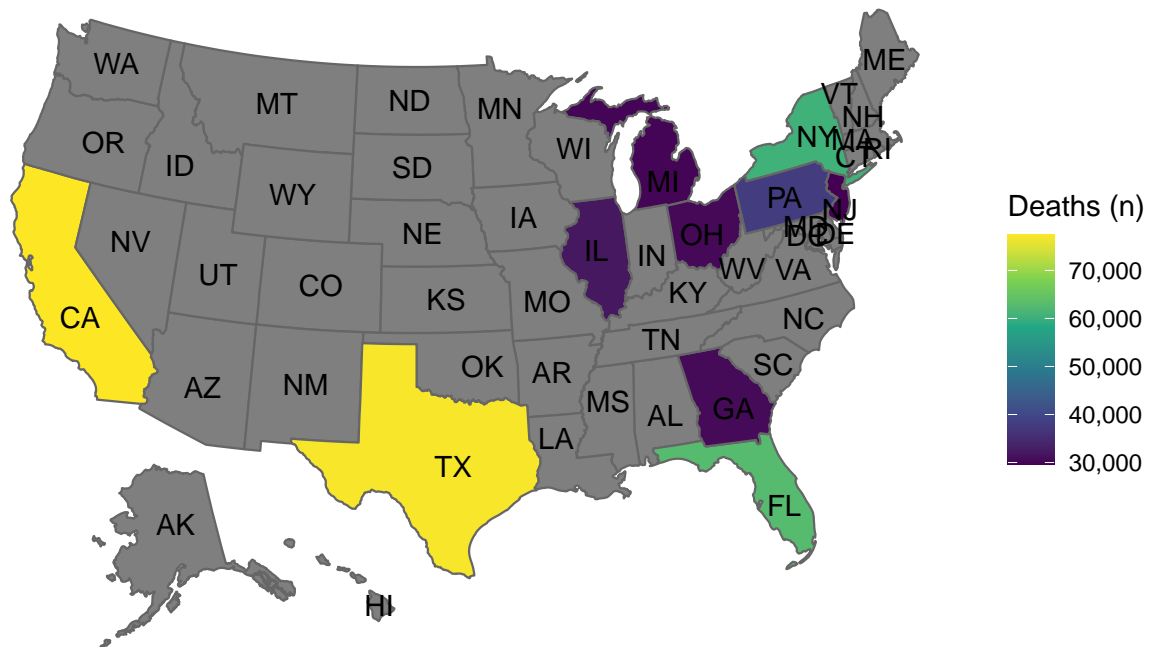 WA
MT
ND
MN
ME
VT
NH
OR
ID
SD
WI
NY
MA
RI
CT
WY
MI
PA
NJ
IA
NE
NV
UT
CO
IL
IN
OH
MD
DC
DE
WV
VA
KS
MO
KY
CA
TN
NC
OK
AR
SC
AZ
NM
MS
AL
GA
LA
TX
FL
AK
HI
Deaths (n)
70,000
60,000
50,000
40,000
30,000